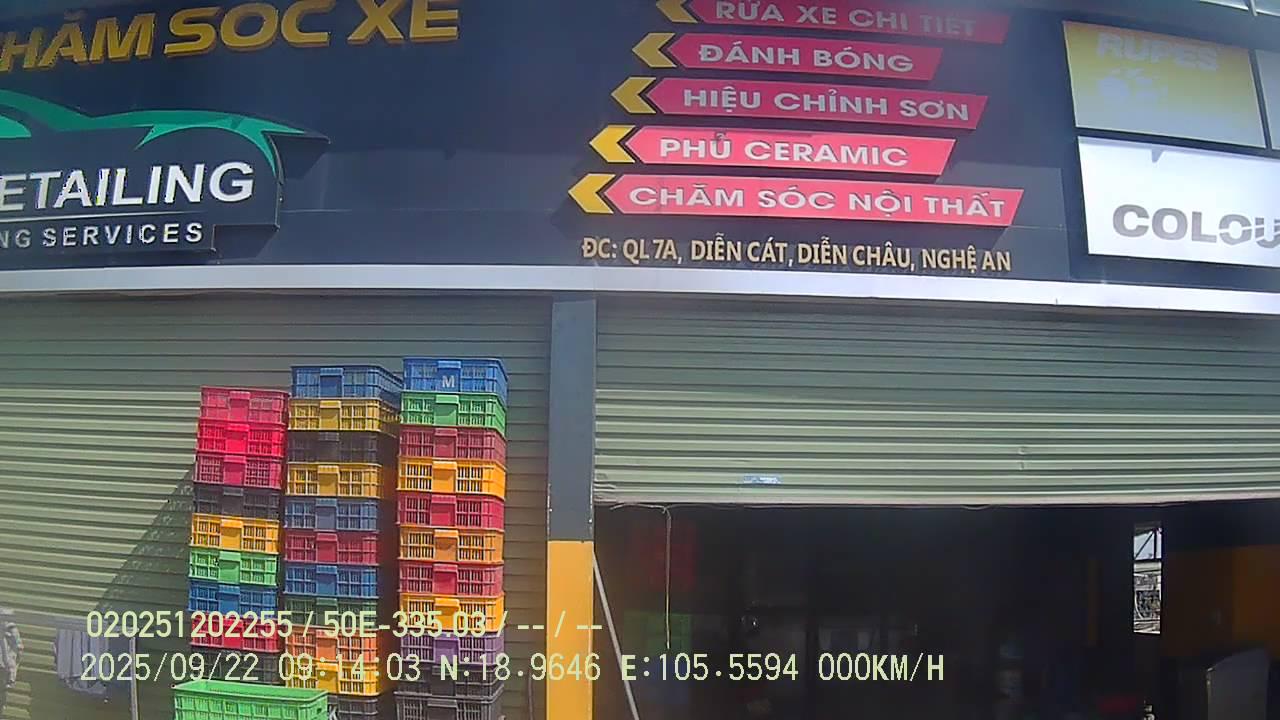 CHĂM SÓC XE
DETAILING
NG SERVICES
RỬA XE CHI TIẾT
ĐÁNH BÓNG
HIỆU CHỈNH SƠN
PHỦ CERAMIC
CHĂM SÓC NỘI THẤT
ĐC: QL 7A, DIỄN CÁT, DIỄN CHÂU, NGHỆ AN
RUPES
COLOU
M
020251202255 / 50E-335.03 / -- / --
2025/09/22 09:14:03 N:18.9646 E:105.5594 000KM/H